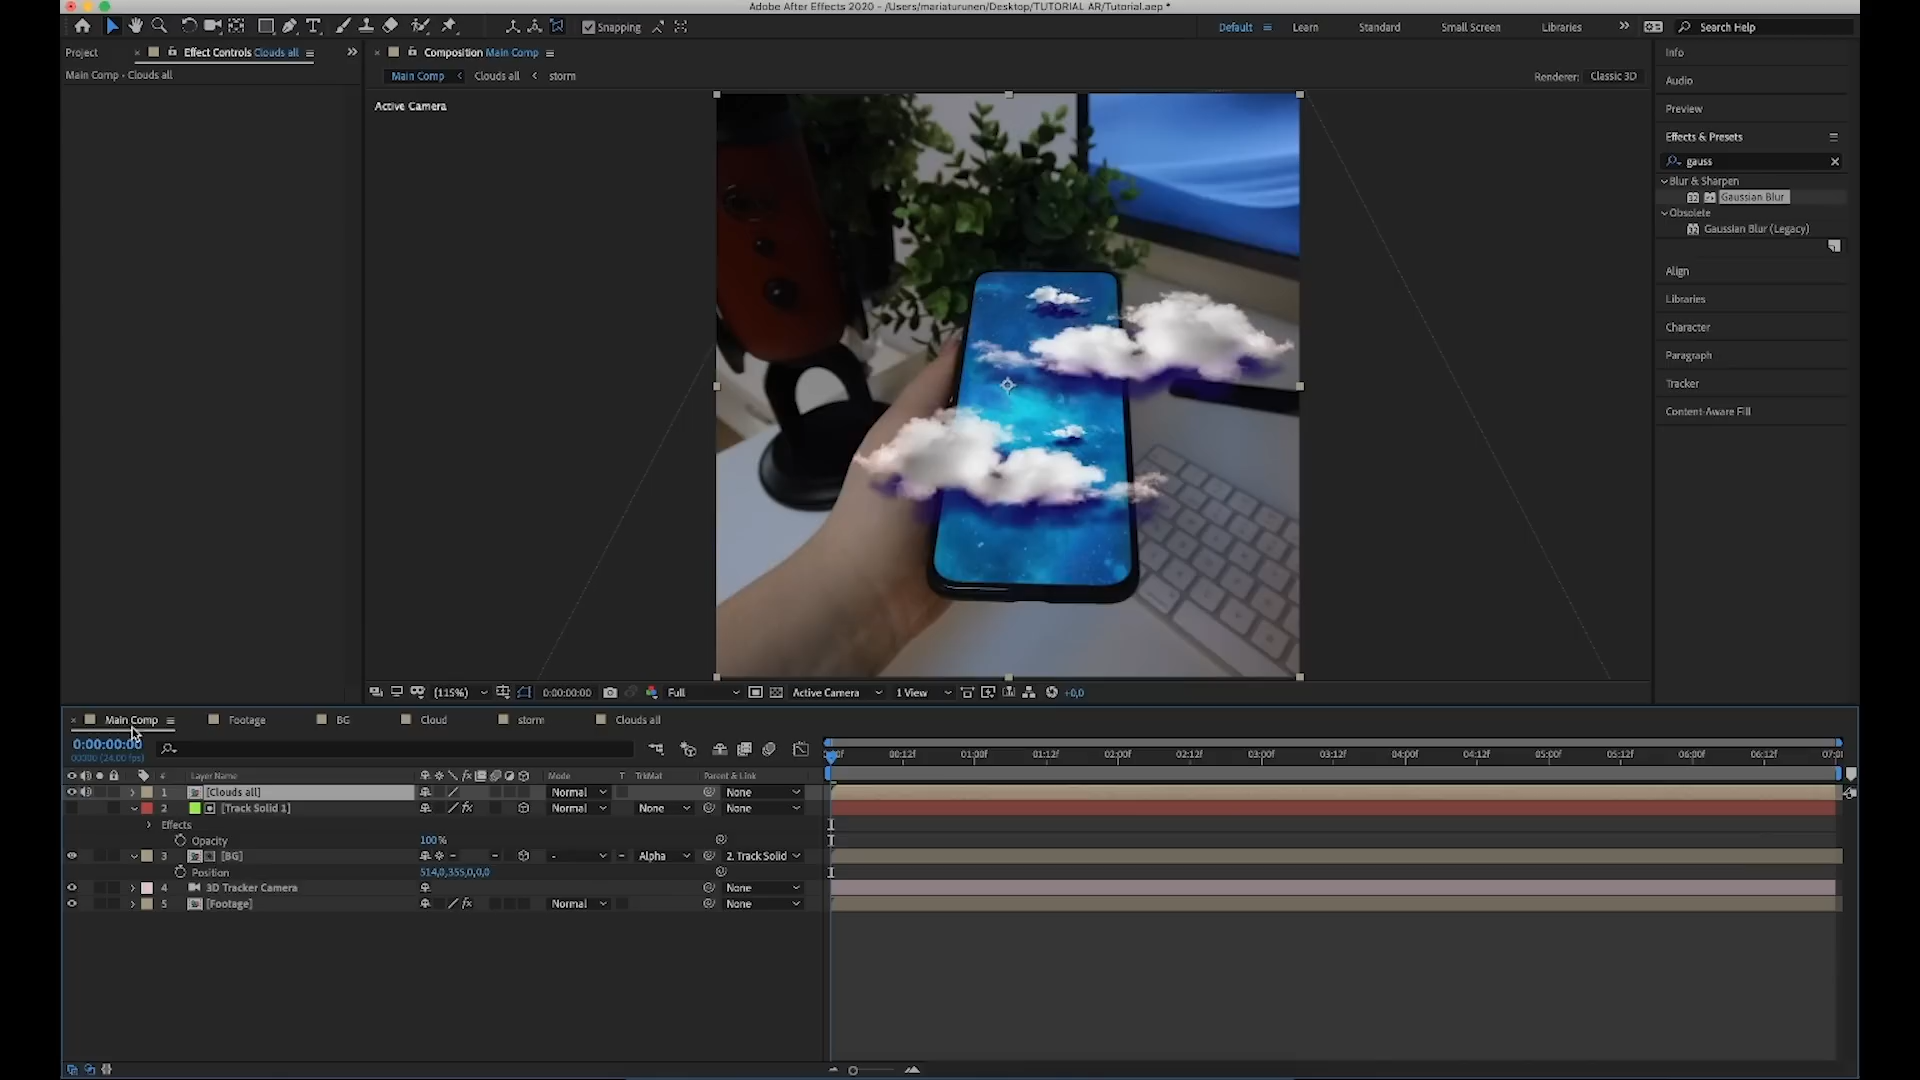 Adobe After Effects 2020 – /Users/mariaturunen/Desktop/TUTORIAL AR/Tutorial.aep *
Snapping
Default
Learn
Standard
Small Screen
Libraries
Search Help
Project
Effect Controls Clouds all
Composition Main Comp
Info
Main Comp • Clouds all
Main Comp
Clouds all
storm
Renderer: Classic 3D
Audio
Active Camera
Preview
Effects & Presets
gauss
Blur & Sharpen
Gaussian Blur
Obsolete
Gaussian Blur (Legacy)
Align
Libraries
Character
Paragraph
Tracker
Content-Aware Fill
(115%)
0:00:00:00
Full
Active Camera
1 View
+0,0
Main Comp
Footage
BG
Cloud
storm
Clouds all
0:00:00:00
00000 (24.00 fps)
00:12f
01:00f
01:12f
02:00f
02:12f
03:00f
03:12f
04:00f
04:12f
05:00f
05:12f
06:00f
06:12f
# Layer Name Mode T TrkMat Parent & Link
1 [Clouds all] Normal None
2 [Track Solid 1] Normal None None
Effects
Opacity 100%
3 [BG] - Alpha 2. Track Solid
Position 514,0,355,0,0,0
4 3D Tracker Camera None
5 [Footage] Normal None